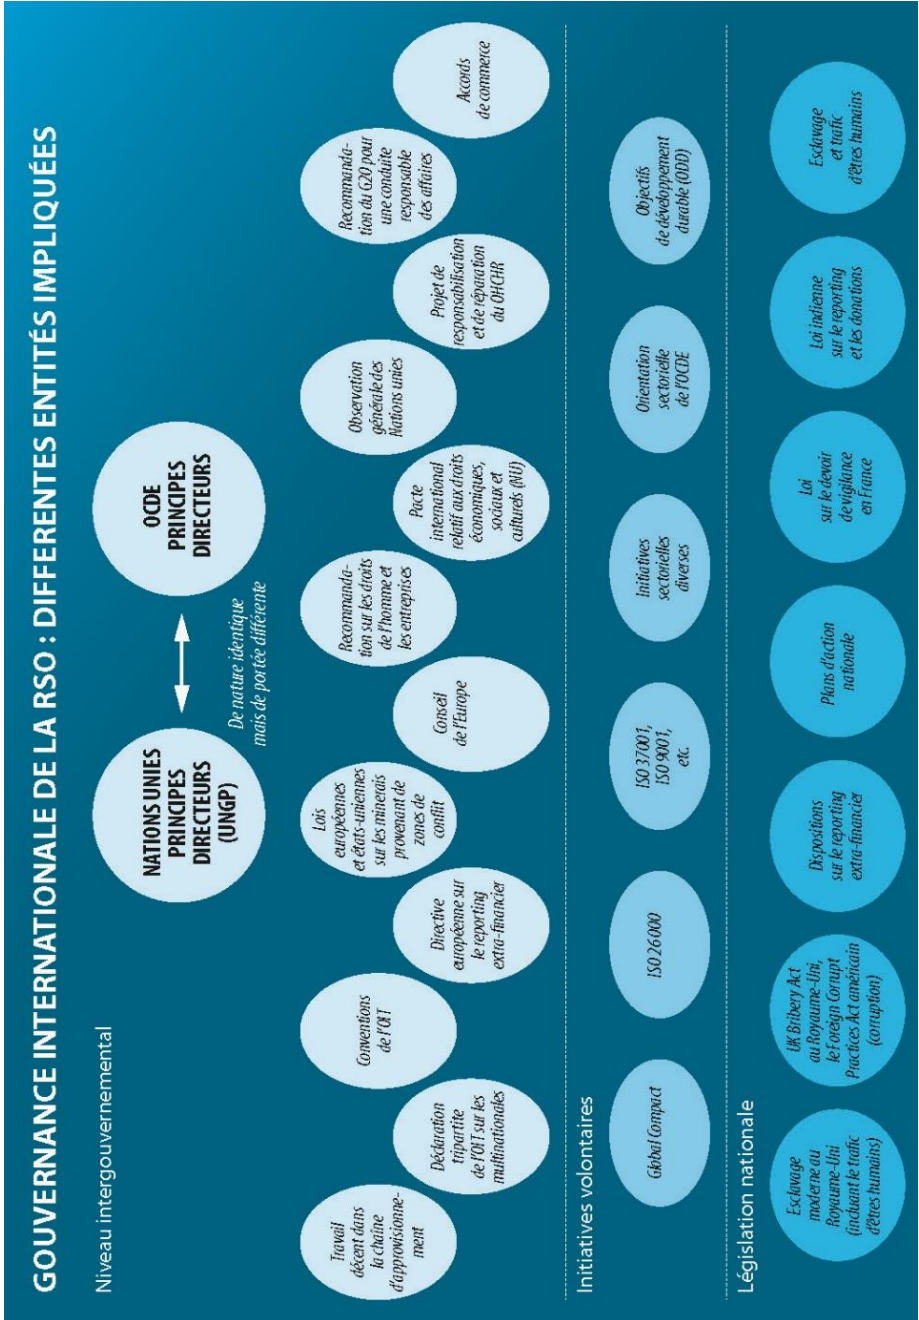 GOUVERNANCE INTERNATIONALE DE LA RSO : DIFFERENTES ENTITÉS IMPLIQUÉES
Niveau intergouvernemental
NATIONS UNIES
PRINCIPES
DIRECTEURS
(UNGP)
OCDE
PRINCIPES
DIRECTEURS
De nature identique
mais de portée différente
Travail
décent dans
la chaîne
d'approvisionne-
ment
Déclaration
tripartite
de l'OIT sur les
multinationales
Conventions
de l'OIT
Directive
européenne sur
le reporting
extra-financier
Lois
européennes
et états-uniennes
sur les minerais
provenant de
zones de
conflit
Conseil
de l'Europe
Recommanda-
tion sur les droits
de l'homme et
les entreprises
Pacte
international
relatif aux droits
économiques,
sociaux et
culturels (NU)
Observation
générale des
Nations unies
Projet de
responsabilisation
et de réparation
du OHCHR
Recommanda-
tion du G20 pour
une conduite
responsable
des affaires
Accords
de commerce
Initiatives volontaires
Global Compact
ISO 26000
ISO 37001,
ISO 9001,
etc.
Initiatives
sectorielles
diverses
Orientation
sectorielle
de l'OCDE
Objectifs
de développement
durable (ODD)
Législation nationale
Esclavage
moderne au
Royaume-Uni
(incluant le trafic
d'êtres humains)
UK Bribery Act
au Royaume-Uni,
le Foreign Corrupt
Practices Act américain
(corruption)
Dispositions
sur le reporting
extra-financier
Plans d'action
nationale
Loi
sur le devoir
de vigilance
en France
Loi indienne
sur le reporting
et les donations
Esclavage
et trafic
d'êtres humains